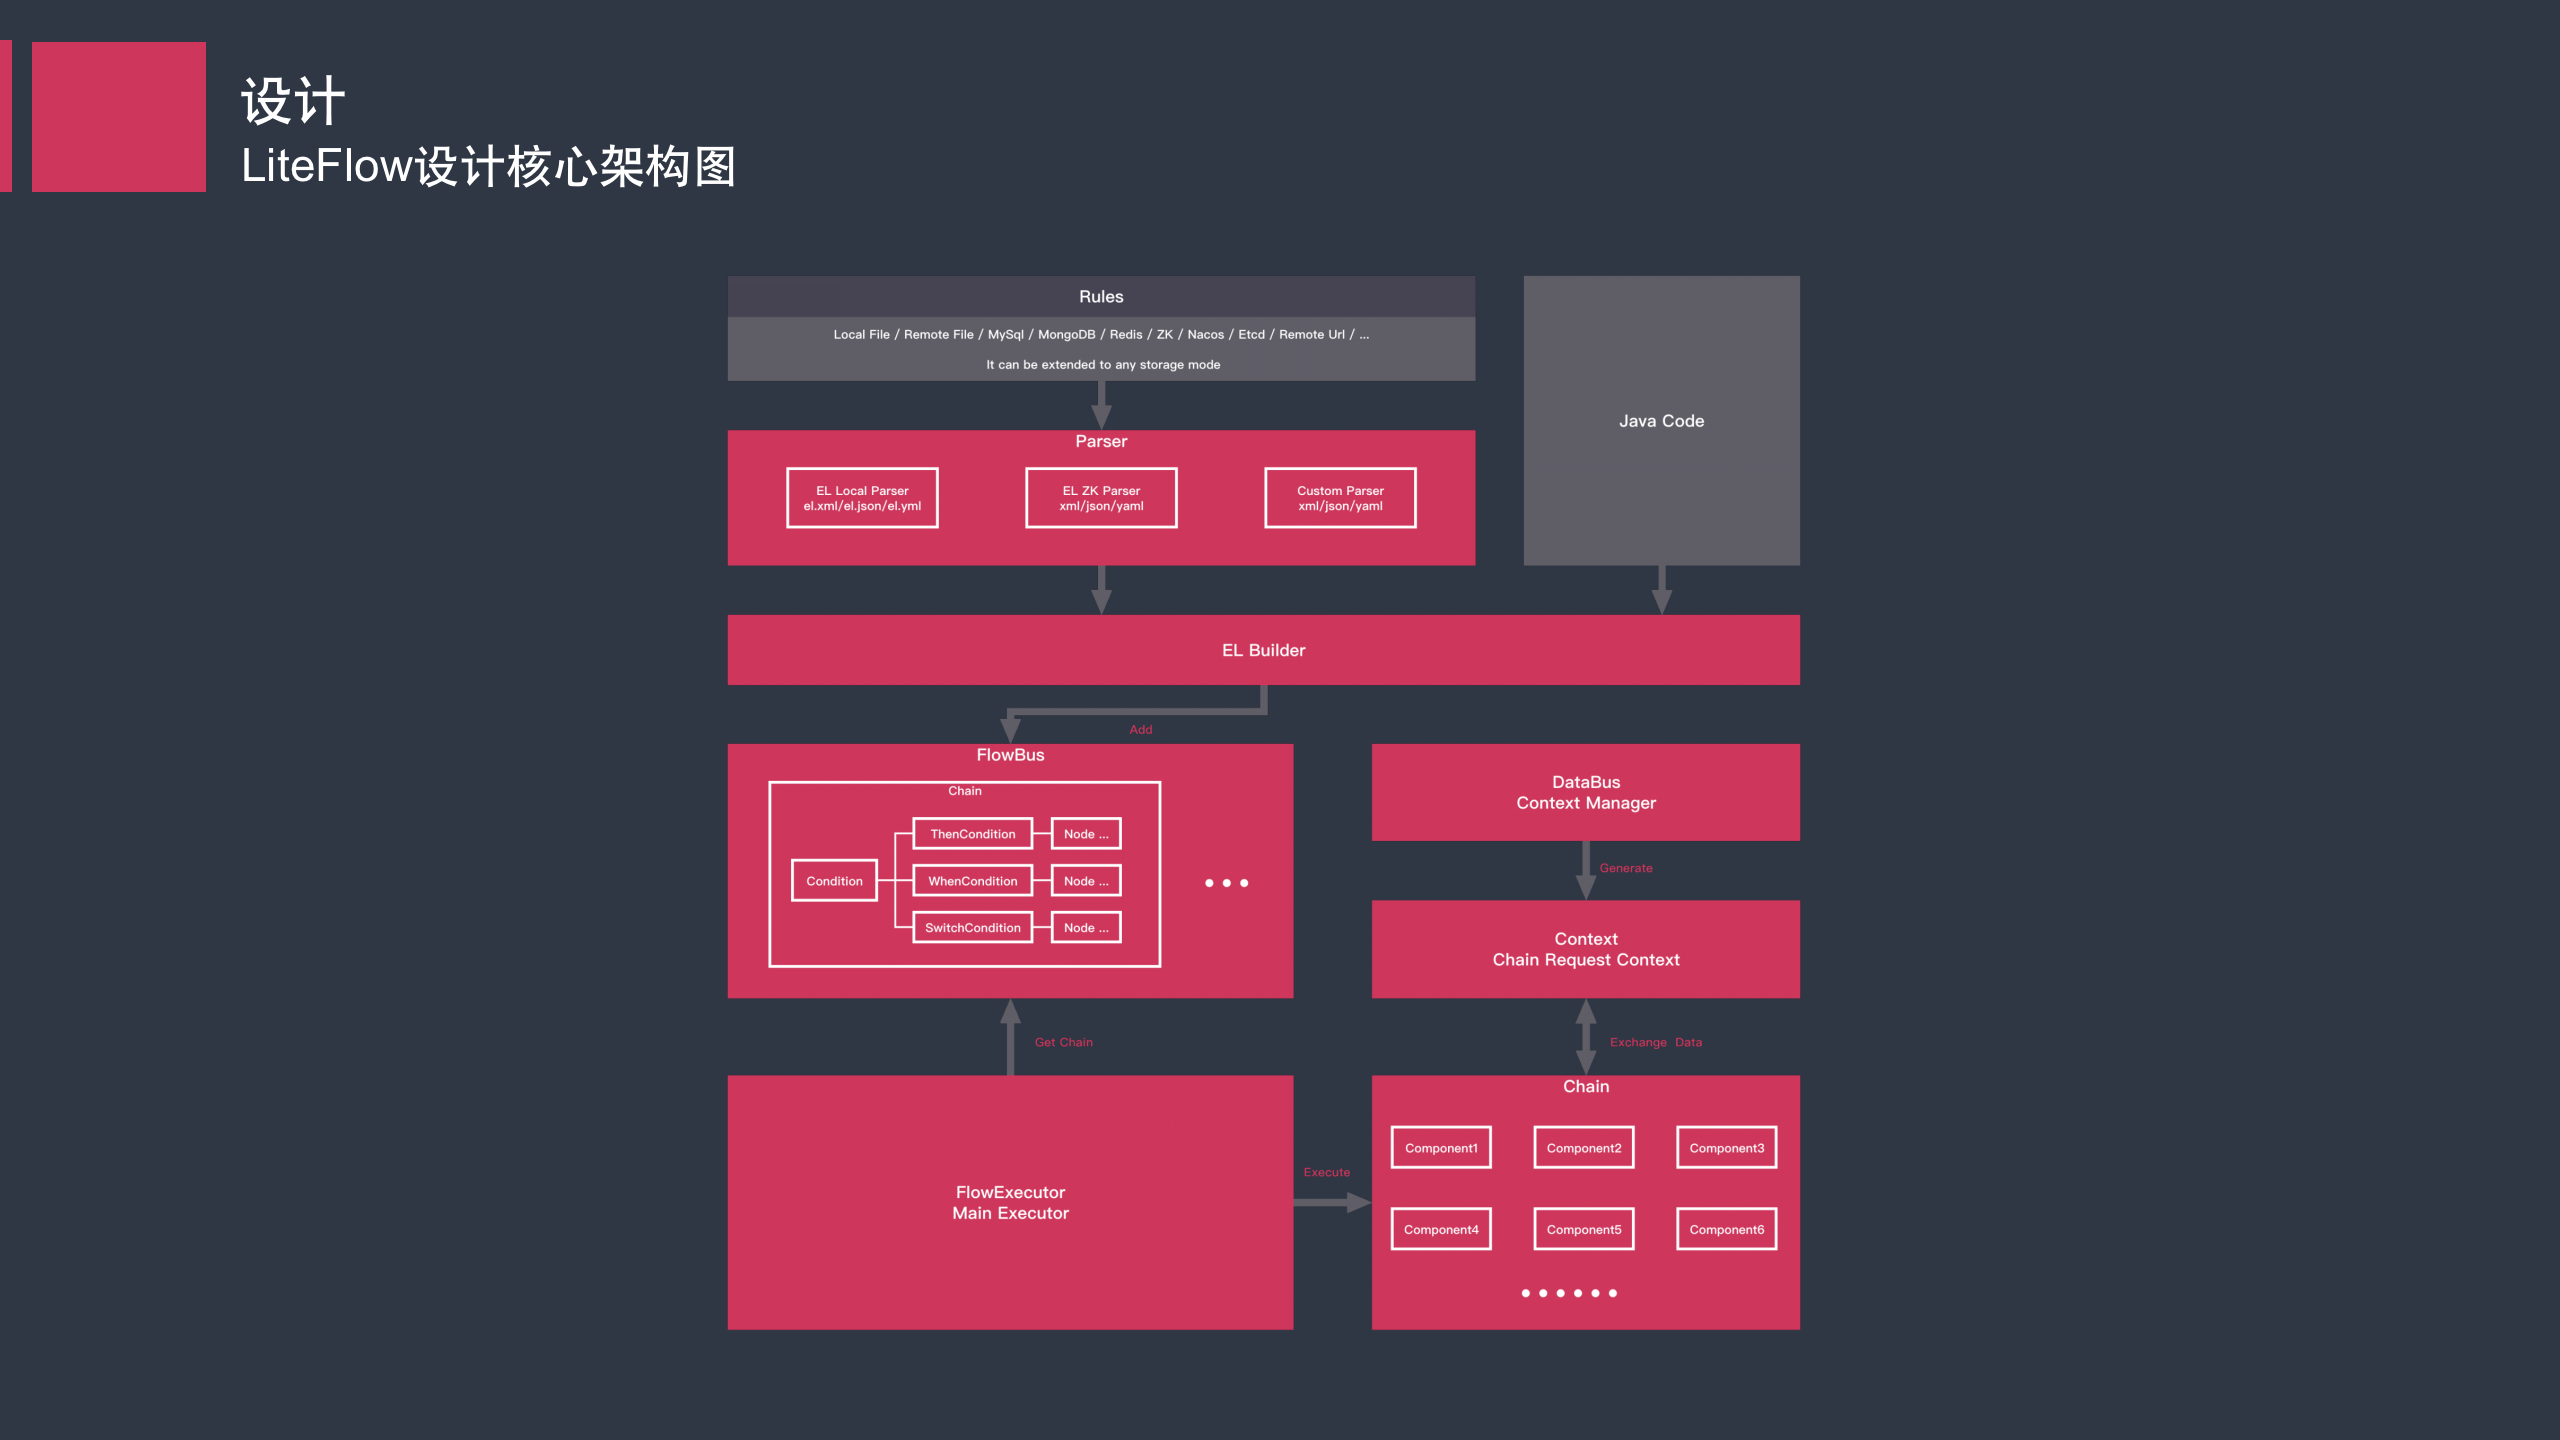 设计
LiteFlow设计核心架构图
Rules
Local File / Remote File / MySql / MongoDB / Redis / ZK / Nacos / Etcd / Remote Url / ...
It can be extended to any storage mode
Java Code
Parser
EL Local Parser
el.xml/el.json/el.yml
EL ZK Parser
xml/json/yaml
Custom Parser
xml/json/yaml
EL Builder
Add
FlowBus
Chain
Condition
ThenCondition
Node ...
WhenCondition
Node ...
SwitchCondition
Node ...
DataBus
Context Manager
Generate
Context
Chain Request Context
Get Chain
Exchange Data
FlowExecutor
Main Executor
Execute
Chain
Component1
Component2
Component3
Component4
Component5
Component6